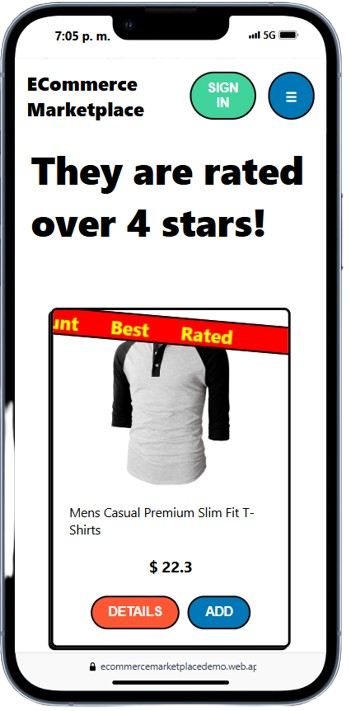 7:05 p. m.
5G
ECommerce
Marketplace
SIGN
IN
They are rated
over 4 stars!
Best Rated
Mens Casual Premium Slim Fit T-
Shirts
$ 22.3
DETAILS
ADD
ecommercemarketplacedemo.web.ap